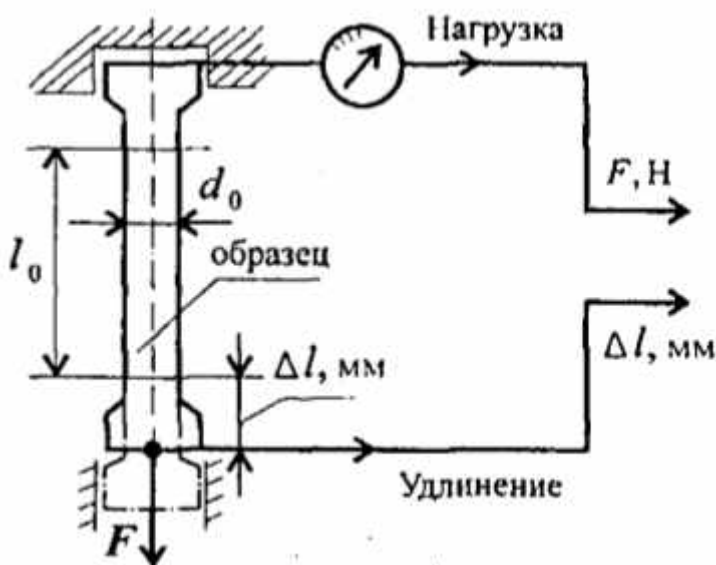 Нагрузка
F, Н
d₀
l₀
образец
Δl, мм
Δl, мм
Удлинение
F